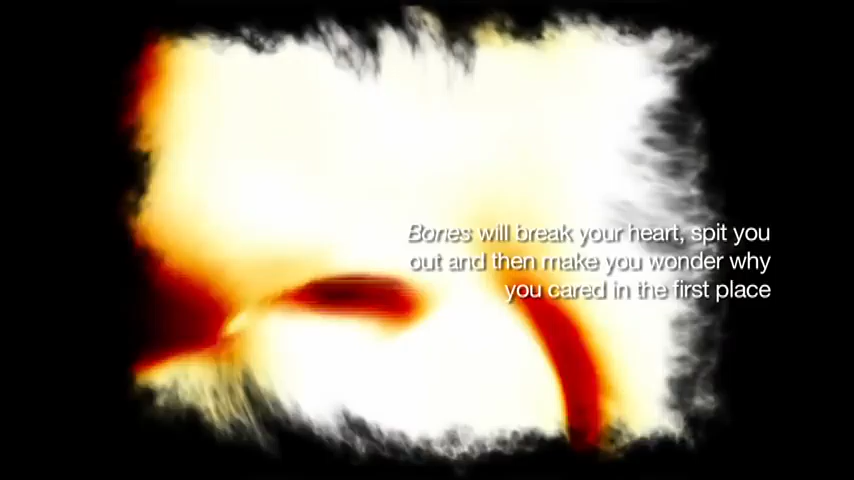 Bones will break your heart, spit you
out and then make you wonder why
you cared in the first place